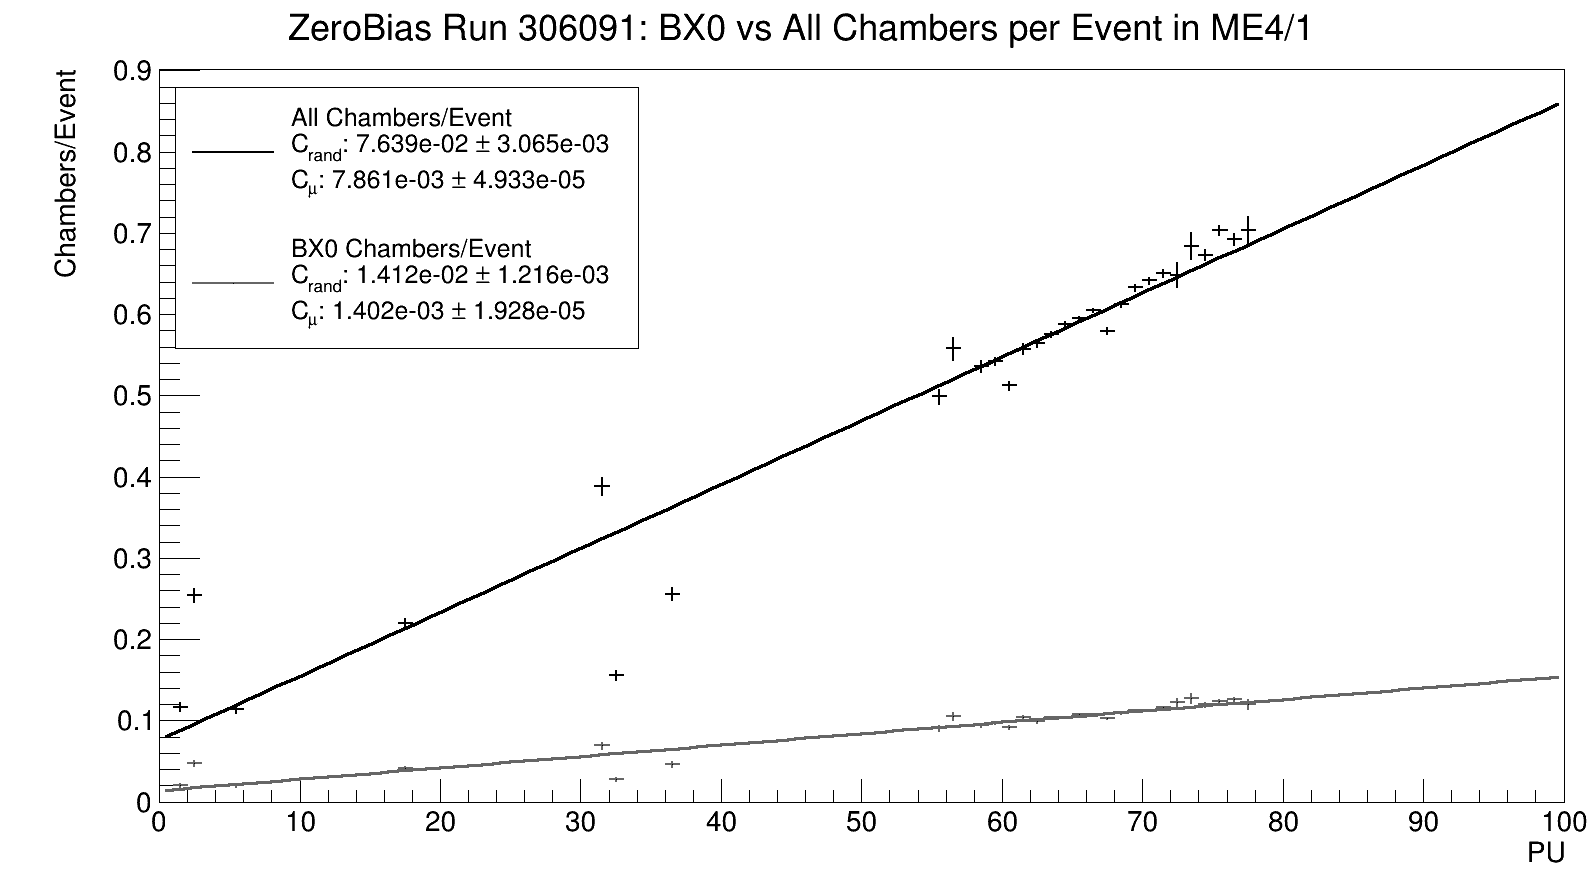 ZeroBias Run 306091: BX0 vs All Chambers per Event in ME4/1
Chambers/Event
0.9
0.8
0.7
0.6
0.5
0.4
0.3
0.2
0.1
0
All Chambers/Event
C_rand: 7.639e-02 ± 3.065e-03
C_μ: 7.861e-03 ± 4.933e-05
BX0 Chambers/Event
C_rand: 1.412e-02 ± 1.216e-03
C_μ: 1.402e-03 ± 1.928e-05
0 10 20 30 40 50 60 70 80 90 100
PU